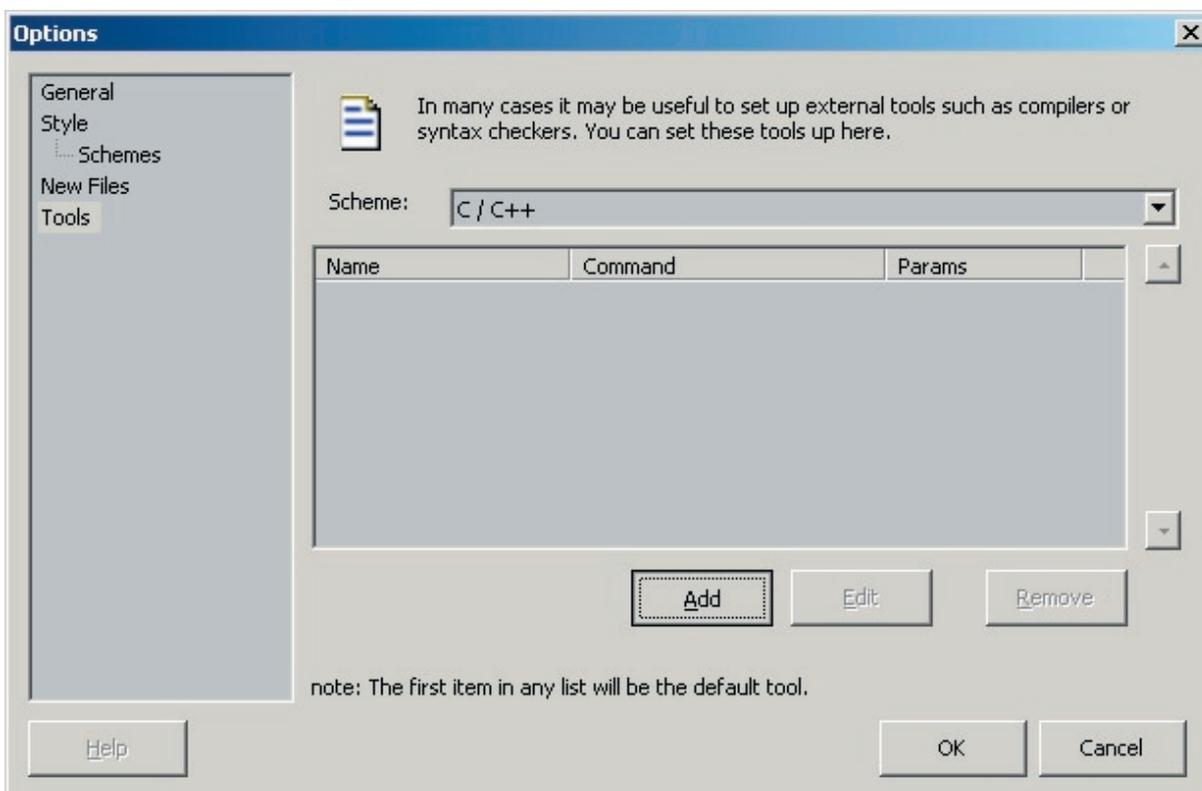 Options
General
Style
Schemes
New Files
Tools
In many cases it may be useful to set up external tools such as compilers or
syntax checkers. You can set these tools up here.
Scheme:
C / C++
Name Command Params
Add Edit Remove
note: The first item in any list will be the default tool.
Help OK Cancel